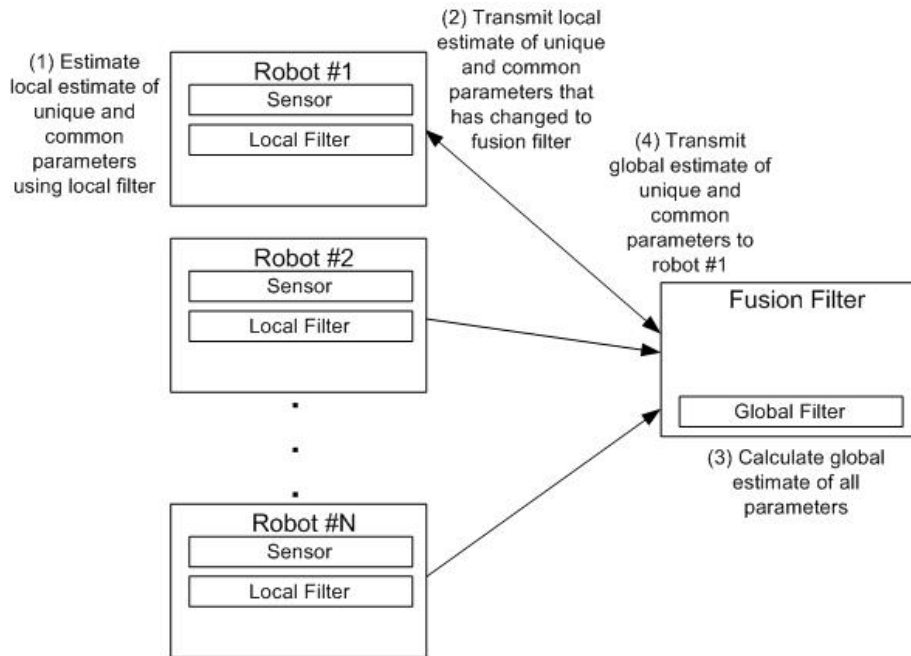 (1) Estimate
local estimate of
unique and
common
parameters
using local filter
Robot #1
Sensor
Local Filter
(2) Transmit local
estimate of unique
and common
parameters that
has changed to
fusion filter
(4) Transmit
global estimate of
unique and
common
parameters to
robot #1
Robot #2
Sensor
Local Filter
Fusion Filter
Global Filter
(3) Calculate global
estimate of all
parameters
Robot #N
Sensor
Local Filter